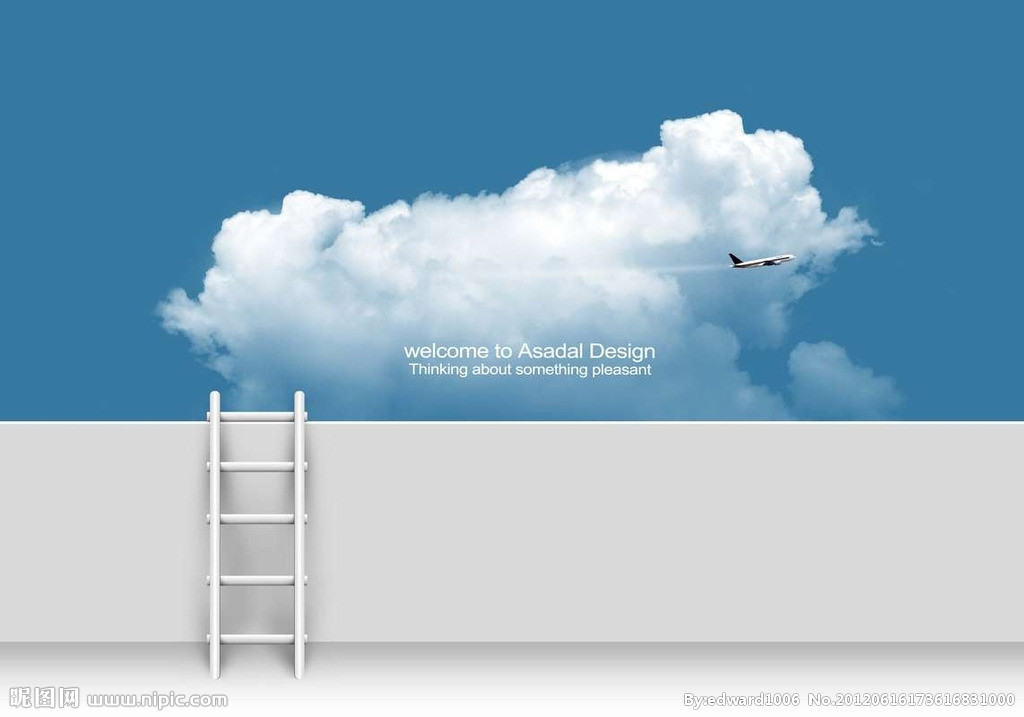 welcome to Asadal Design
Thinking about something pleasant
昵图网 www.nipic.com
By:edward1006 No.20120616173616831000